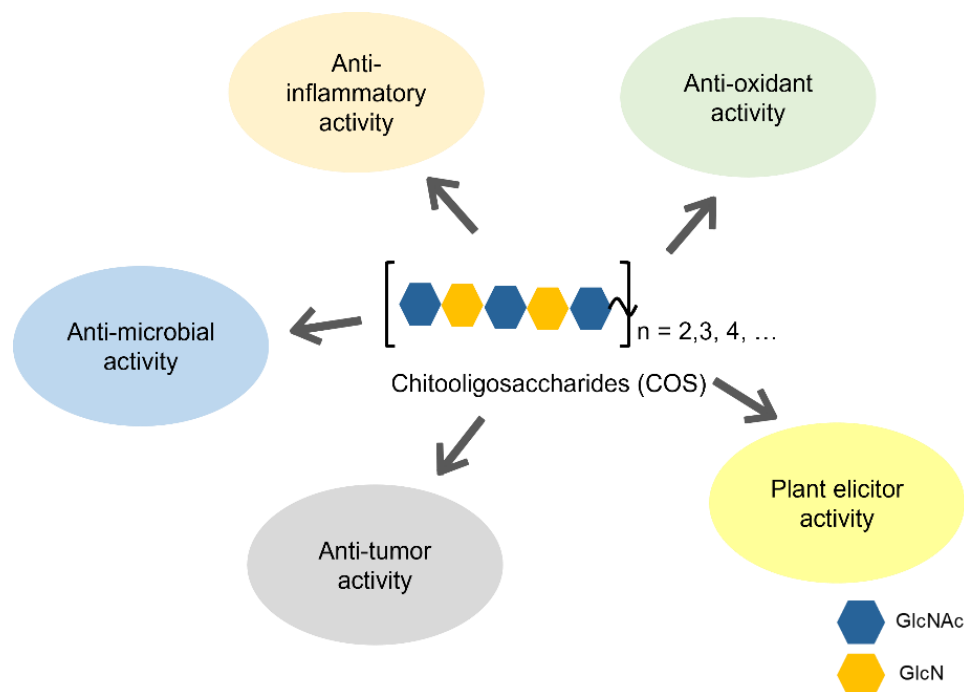 Anti-
inflammatory
activity
Anti-oxidant
activity
Anti-microbial
activity
n = 2,3, 4, …
Chitooligosaccharides (COS)
Plant elicitor
activity
Anti-tumor
activity
GlcNAc
GlcN